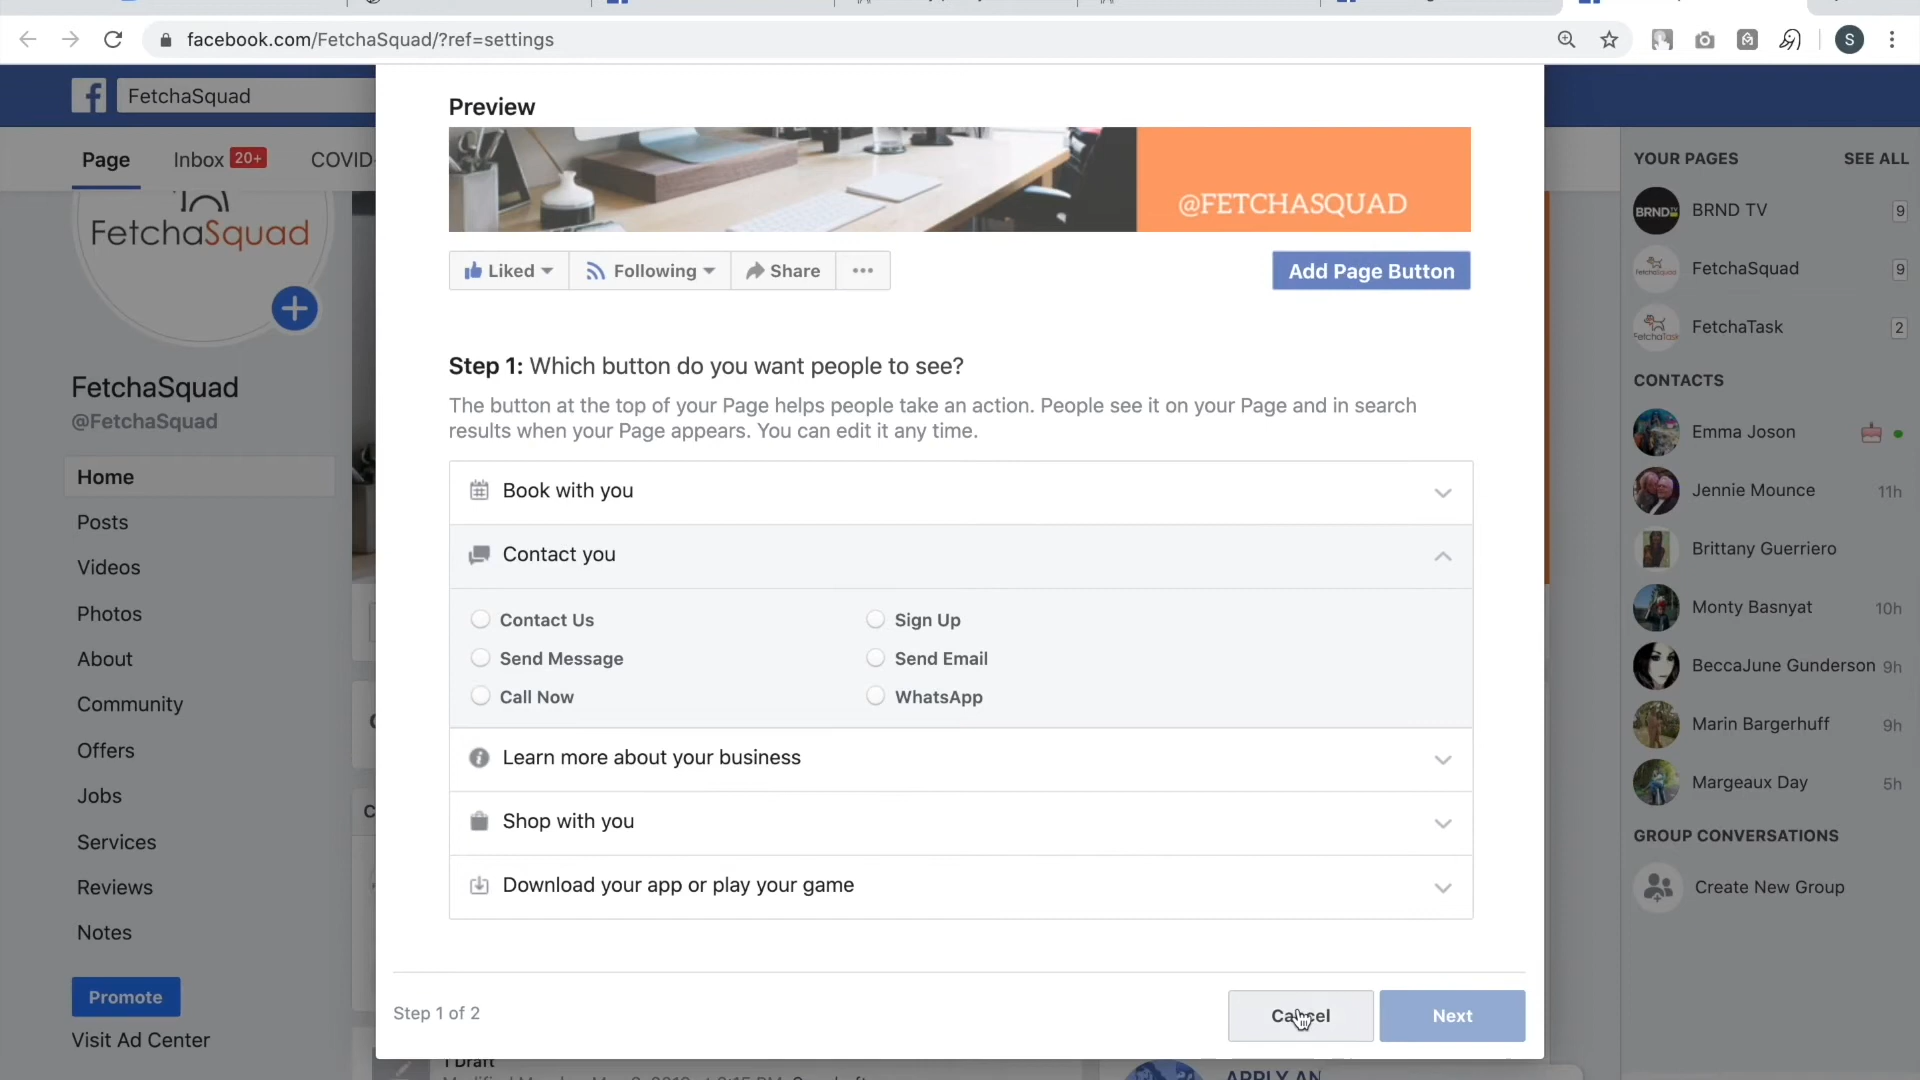 facebook.com/FetchaSquad/?ref=settings
S
FetchaSquad
Page
Inbox 20+
COVID-
FetchaSquad
FetchaSquad
@FetchaSquad
Home
Posts
Videos
Photos
About
Community
Offers
Jobs
Services
Reviews
Notes
Promote
Visit Ad Center
Preview
@FETCHASQUAD
Liked
Following
Share
Add Page Button
Step 1: Which button do you want people to see?
The button at the top of your Page helps people take an action. People see it on your Page and in search
results when your Page appears. You can edit it any time.
Book with you
Contact you
Contact Us
Sign Up
Send Message
Send Email
Call Now
WhatsApp
Learn more about your business
Shop with you
Download your app or play your game
Step 1 of 2
Cancel
Next
1 Draft
APPLY AN
YOUR PAGES
SEE ALL
BRND TV
BRND TV 9
FetchaSquad
FetchaSquad 9
FetchaTask
FetchaTask 2
CONTACTS
Emma Joson
Jennie Mounce 11h
Brittany Guerriero
Monty Basnyat 10h
BeccaJune Gunderson 9h
Marin Bargerhuff 9h
Margeaux Day 5h
GROUP CONVERSATIONS
Create New Group